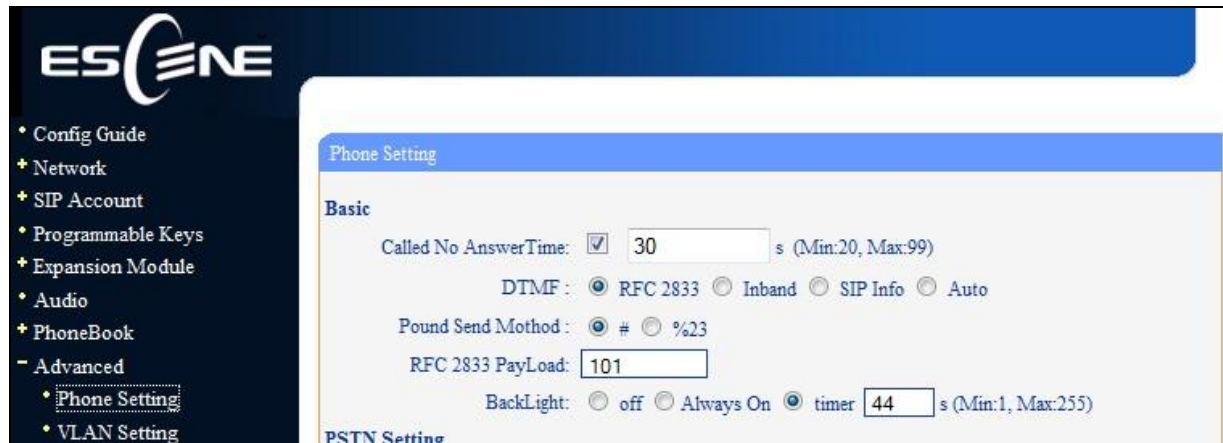 ESCENE
Config Guide
Network
SIP Account
Programmable Keys
Expansion Module
Audio
PhoneBook
Advanced
Phone Setting
VLAN Setting
Phone Setting
Basic
Called No AnswerTime: 30 s (Min:20, Max:99)
DTMF : RFC 2833 Inband SIP Info Auto
Pound Send Mothod : # %23
RFC 2833 PayLoad: 101
BackLight: off Always On timer 44 s (Min:1, Max:255)
PSTN Setting